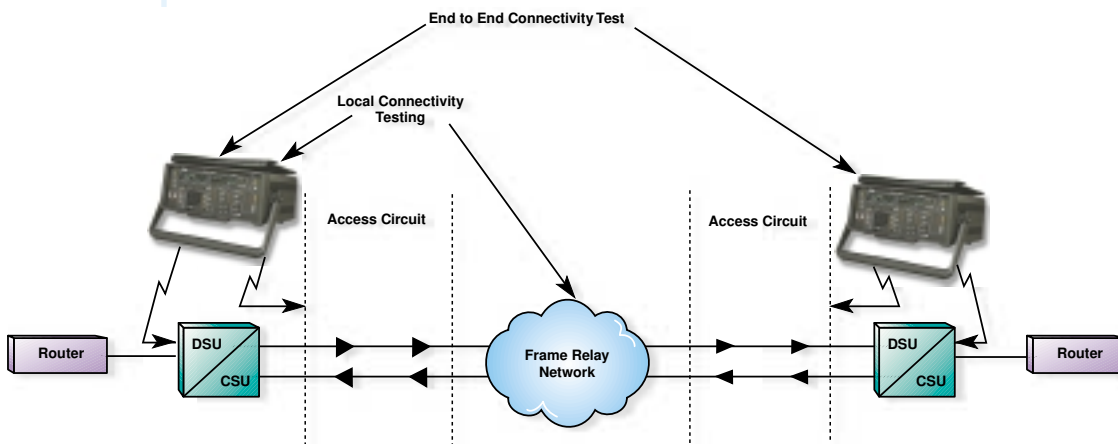 End to End Connectivity Test
Local Connectivity
Testing
Access Circuit
Access Circuit
Router
DSU
CSU
Frame Relay
Network
DSU
CSU
Router